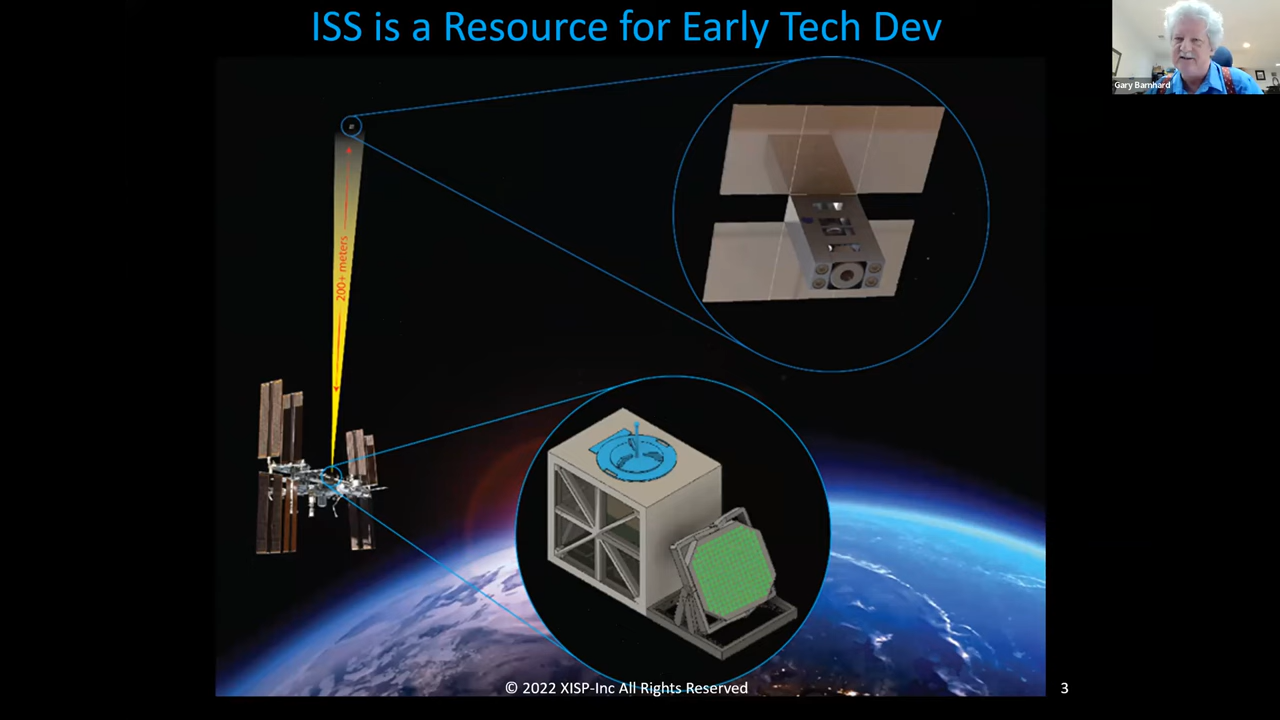 ISS is a Resource for Early Tech Dev
Gary Barnhard
200+ meters
© 2022 XISP-Inc All Rights Reserved
3